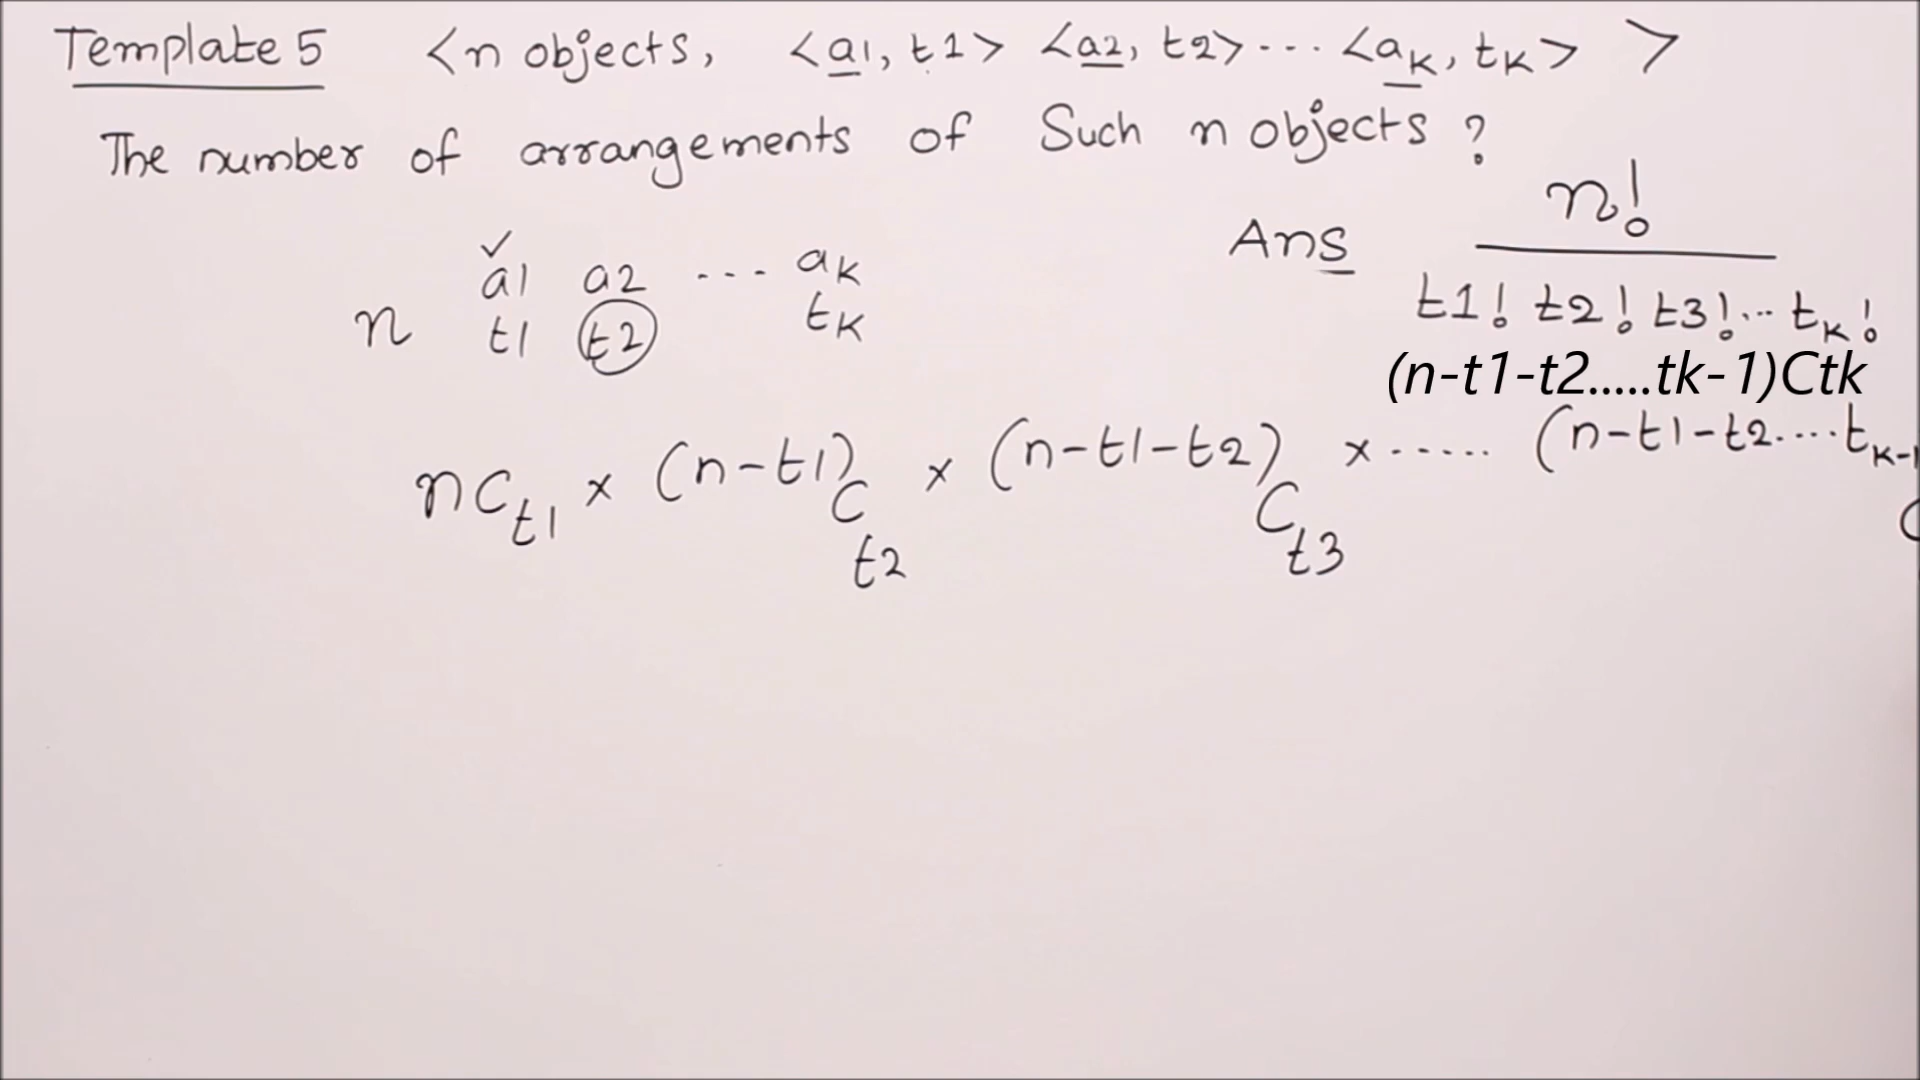 Template 5 <n objects, <a1, t1> <a2, t2> ... <aK, tK> >
The number of arrangements of Such n objects?
n!
Ans
t1! t2! t3! ... tK!
a1 a2 --- aK
n t1 t2 tK
(n-t1-t2.....tk-1)Ctk
nCt1 × (n-t1)Ct2 × (n-t1-t2)Ct3 × ...... (n-t1-t2....tK-1